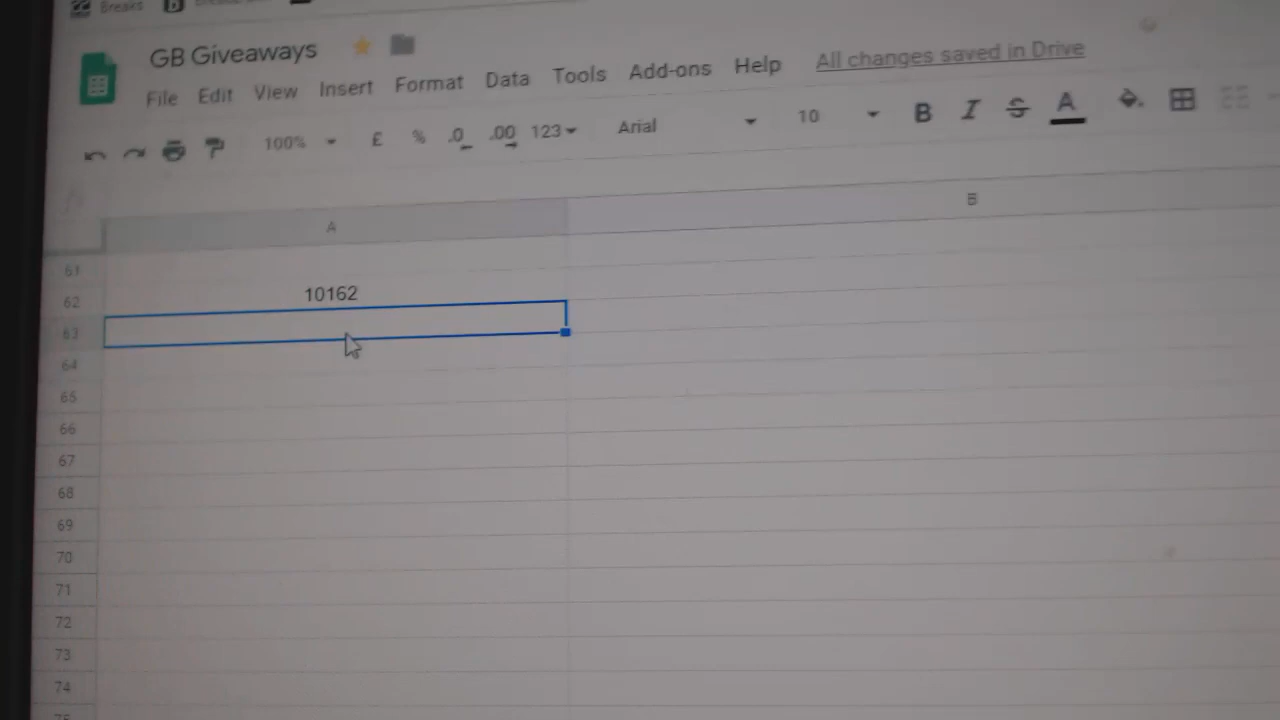 Breaks
GB Giveaways
File Edit View Insert Format Data Tools Add-ons Help All changes saved in Drive
100% £ % .0 .00 123 Arial 10 B I S A
A B
61
62 10162
63
64
65
66
67
68
69
70
71
72
73
74